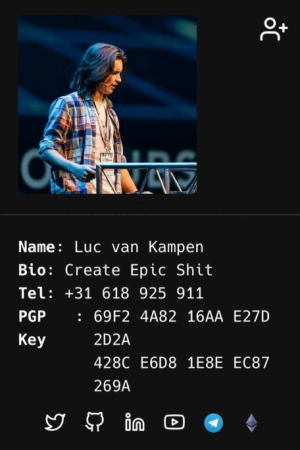 Name: Luc van Kampen
Bio: Create Epic Shit
Tel: +31 618 925 911
PGP Key : 69F2 4A82 16AA E27D
2D2A
428C E6D8 1E8E EC87
269A